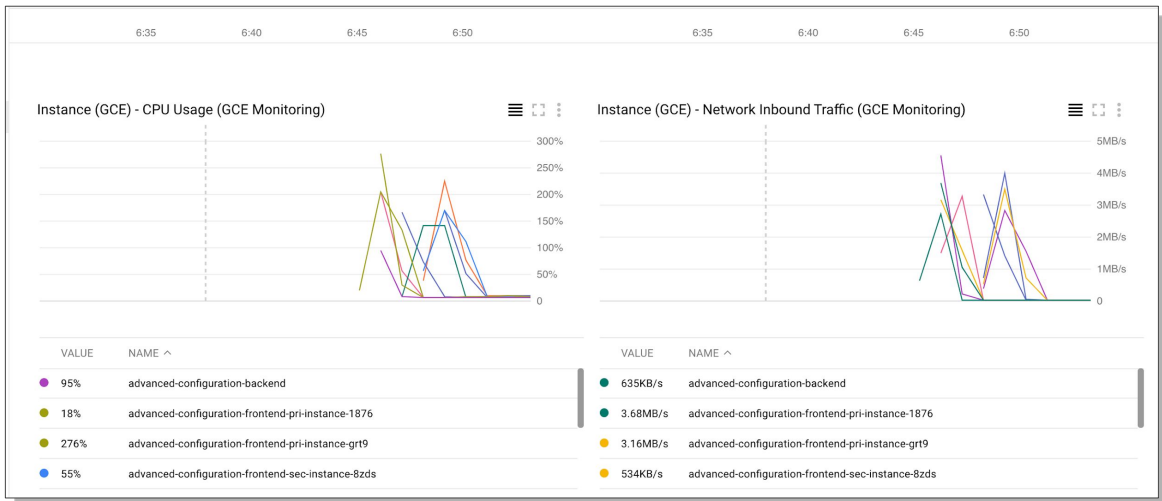 6:35 6:40 6:45 6:50 6:35 6:40 6:45 6:50
Instance (GCE) - CPU Usage (GCE Monitoring)
300%
250%
200%
150%
100%
50%
0
VALUE NAME
95% advanced-configuration-backend
18% advanced-configuration-frontend-pri-instance-1876
276% advanced-configuration-frontend-pri-instance-grt9
55% advanced-configuration-frontend-sec-instance-8zds
Instance (GCE) - Network Inbound Traffic (GCE Monitoring)
5MB/s
4MB/s
3MB/s
2MB/s
1MB/s
0
VALUE NAME
635KB/s advanced-configuration-backend
3.68MB/s advanced-configuration-frontend-pri-instance-1876
3.16MB/s advanced-configuration-frontend-pri-instance-grt9
534KB/s advanced-configuration-frontend-sec-instance-8zds